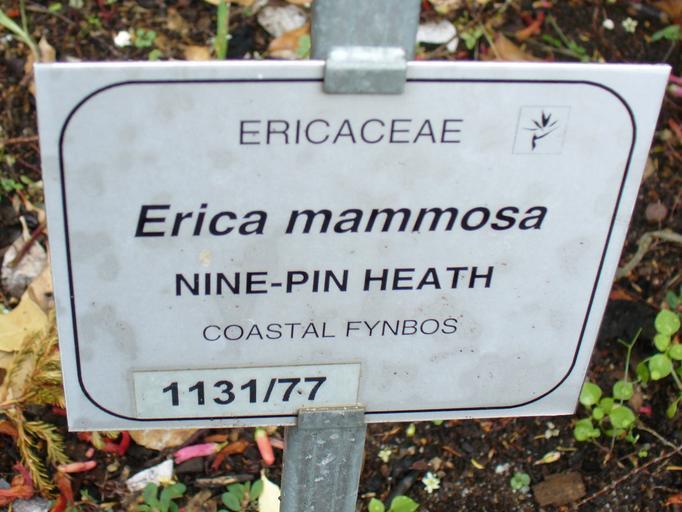 ERICACEAE
Erica mammosa
NINE-PIN HEATH
COASTAL FYNBOS
1131/77